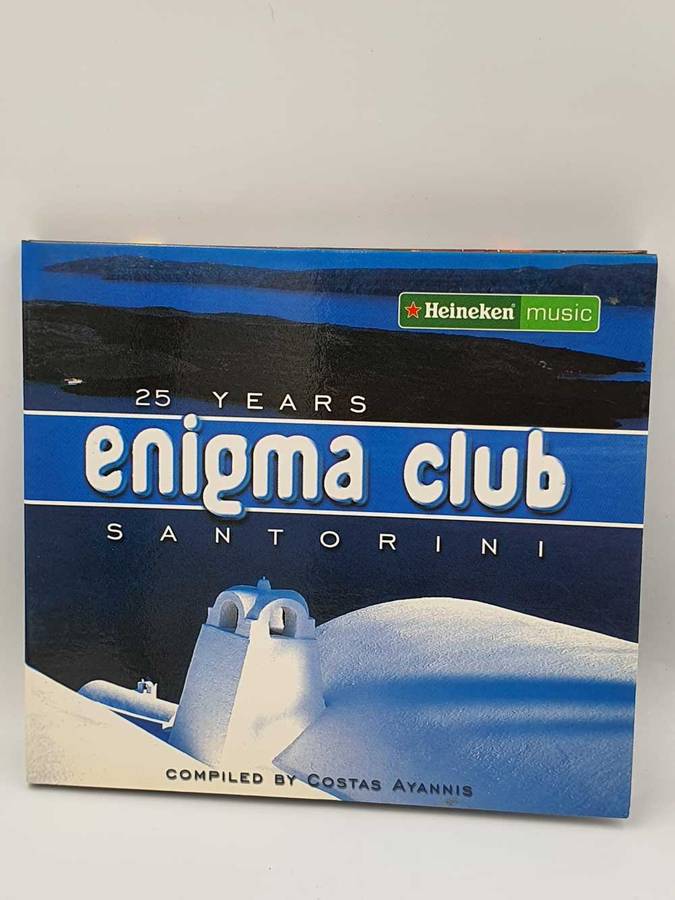 Heineken music
25 YEARS
enigma club
SANTORINI
COMPILED BY COSTAS AYANNIS